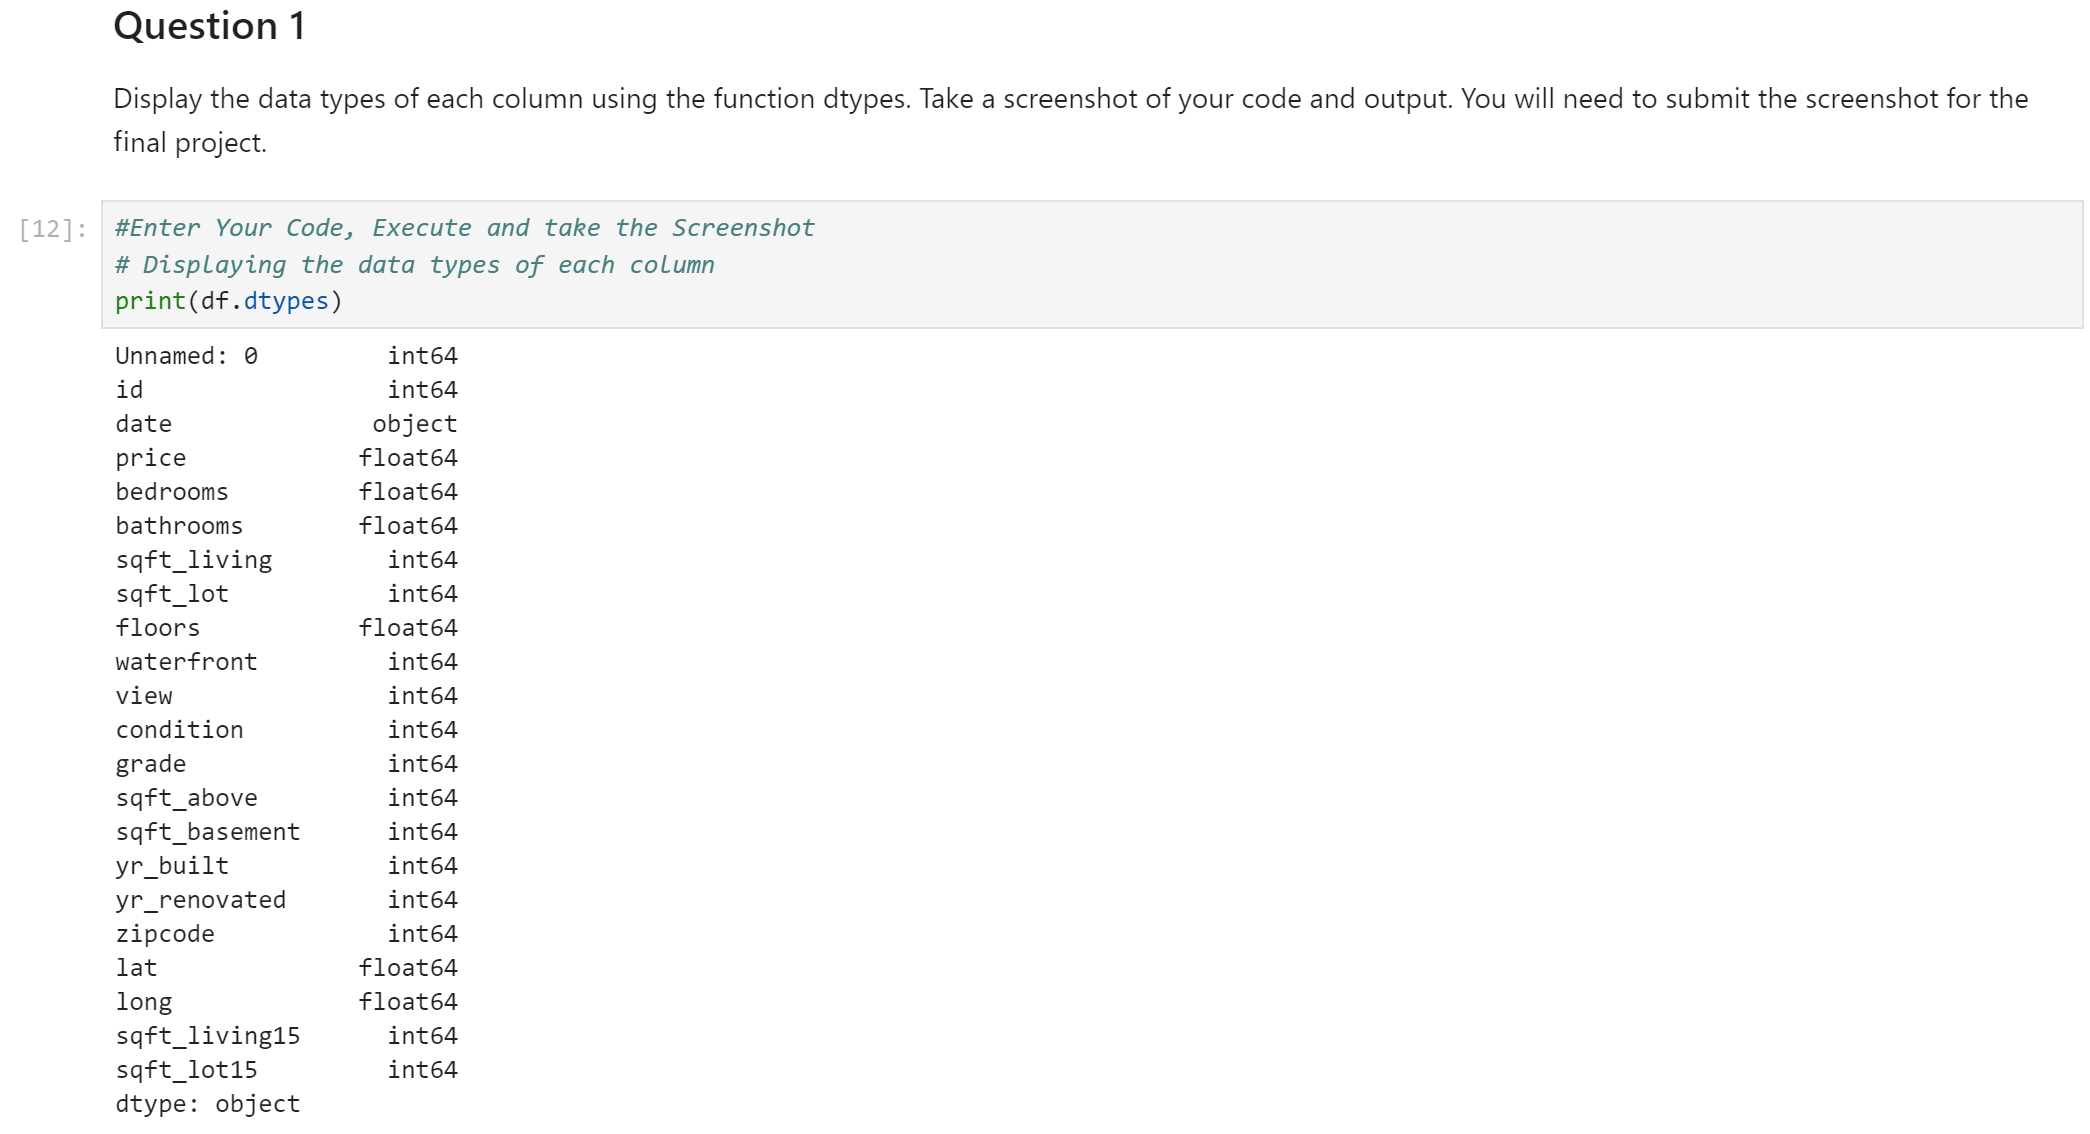 Question 1
Display the data types of each column using the function dtypes. Take a screenshot of your code and output. You will need to submit the screenshot for the
final project.
[12]: #Enter Your Code, Execute and take the Screenshot
# Displaying the data types of each column
print(df.dtypes)
Unnamed: 0         int64
id                 int64
date              object
price            float64
bedrooms         float64
bathrooms        float64
sqft_living        int64
sqft_lot           int64
floors           float64
waterfront         int64
view               int64
condition          int64
grade              int64
sqft_above         int64
sqft_basement      int64
yr_built           int64
yr_renovated       int64
zipcode            int64
lat              float64
long             float64
sqft_living15      int64
sqft_lot15         int64
dtype: object